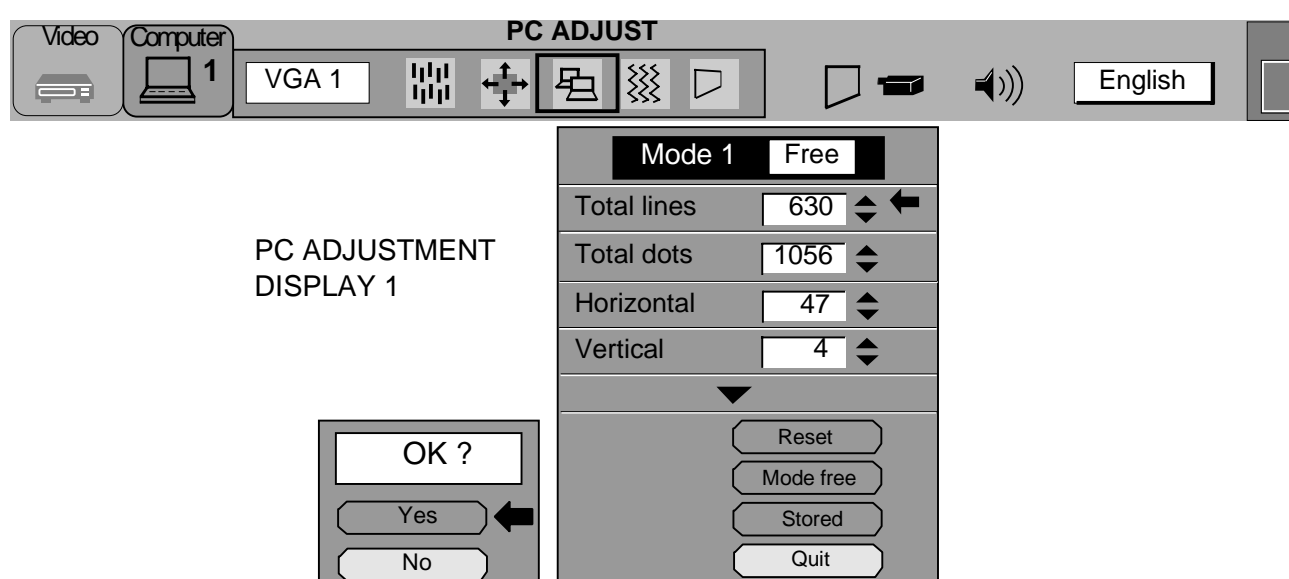 PC ADJUST
Video
Computer
1
VGA 1
English
Mode 1 Free
Total lines 630
Total dots 1056
Horizontal 47
Vertical 4
PC ADJUSTMENT
DISPLAY 1
Reset
Mode free
Stored
Quit
OK ?
Yes
No